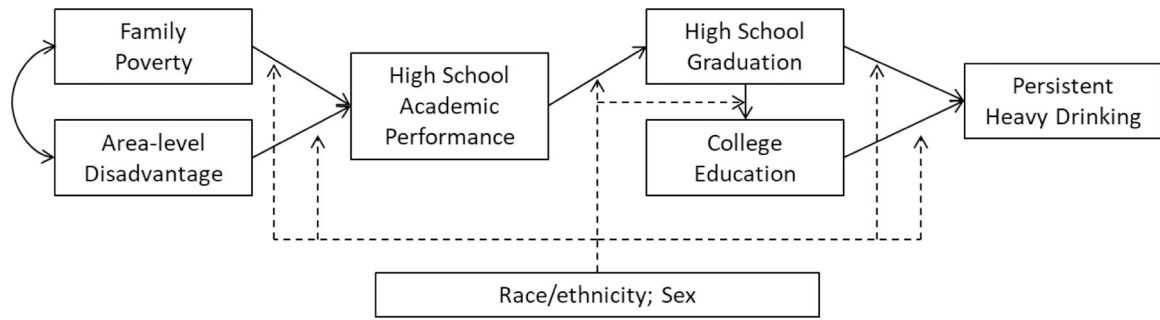 Family
Poverty
Area-level
Disadvantage
High School
Academic
Performance
High School
Graduation
College
Education
Persistent
Heavy Drinking
Race/ethnicity; Sex